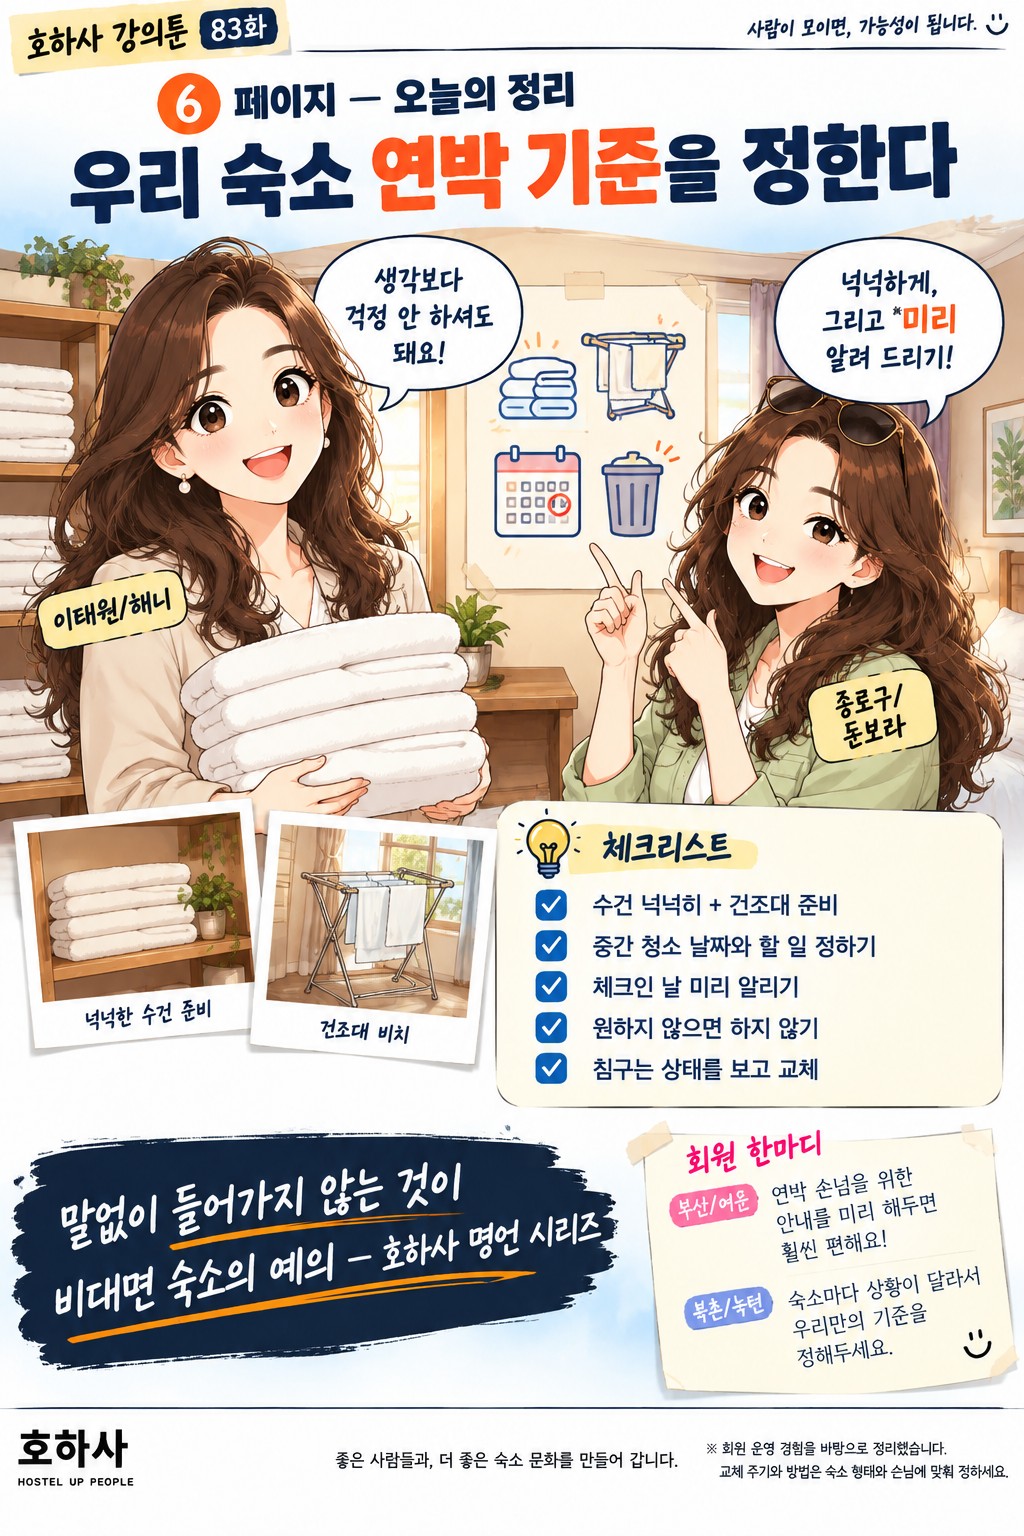 호하사 강의툰 83화
사람이 모이면, 가능성이 됩니다.
6 페이지 — 오늘의 정리
우리 숙소 연박 기준을 정한다
생각보다
걱정 안 하셔도
돼요!
넉넉하게,
그리고 *미리
알려 드리기!
이태원/해니
종로구/
둔보라
넉넉한 수건 준비
건조대 비치
체크리스트
수건 넉넉히 + 건조대 준비
중간 청소 날짜와 할 일 정하기
체크인 날 미리 알리기
원하지 않으면 하지 않기
침구는 상태를 보고 교체
말없이 들어가지 않는 것이
비대면 숙소의 예의 — 호하사 명언 시리즈
회원 한마디
부산/여운
연박 손님을 위한
안내를 미리 해두면
훨씬 편해요!
북촌/녹턴
숙소마다 상황이 달라서
우리만의 기준을
정해두세요.
호하사
HOSTEL UP PEOPLE
좋은 사람들과, 더 좋은 숙소 문화를 만들어 갑니다.
※ 회원 운영 경험을 바탕으로 정리했습니다.
교체 주기와 방법은 숙소 형태와 손님에 맞춰 정하세요.